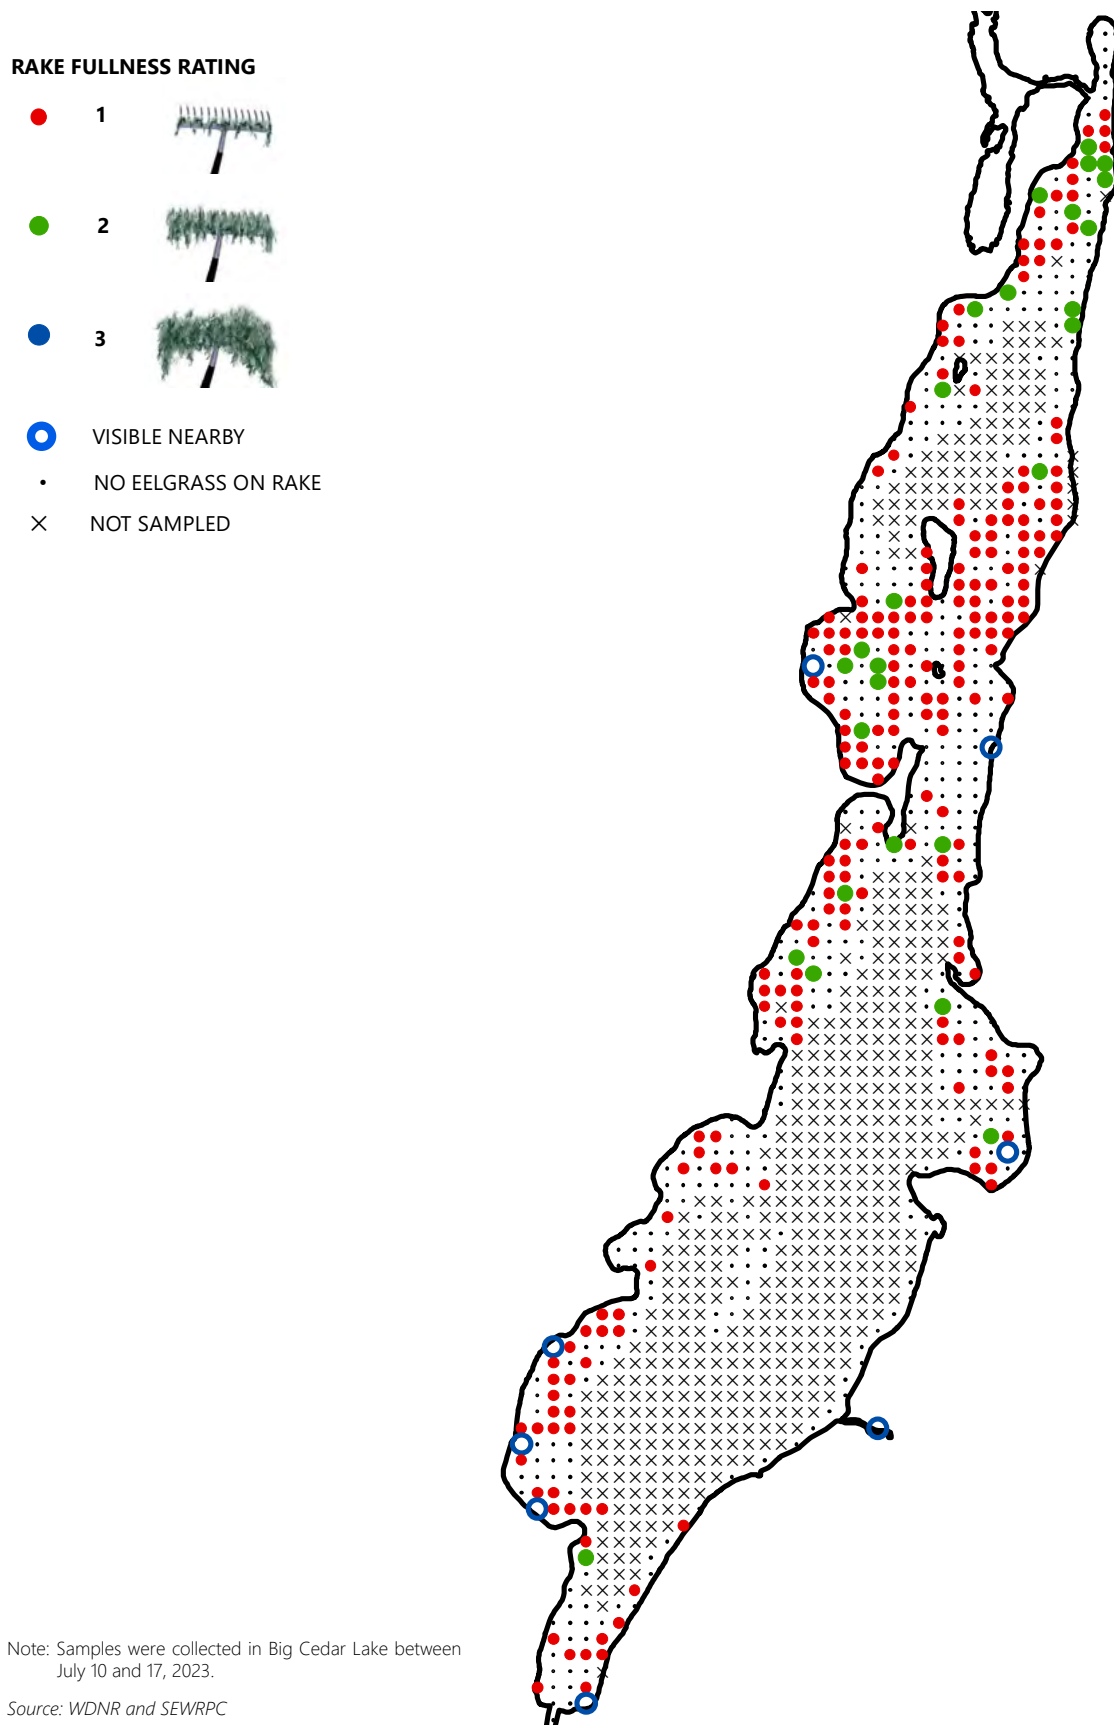 RAKE FULLNESS RATING
1
2
3
VISIBLE NEARBY
NO EELGRASS ON RAKE
NOT SAMPLED
Note: Samples were collected in Big Cedar Lake between
July 10 and 17, 2023.
Source: WDNR and SEWRPC